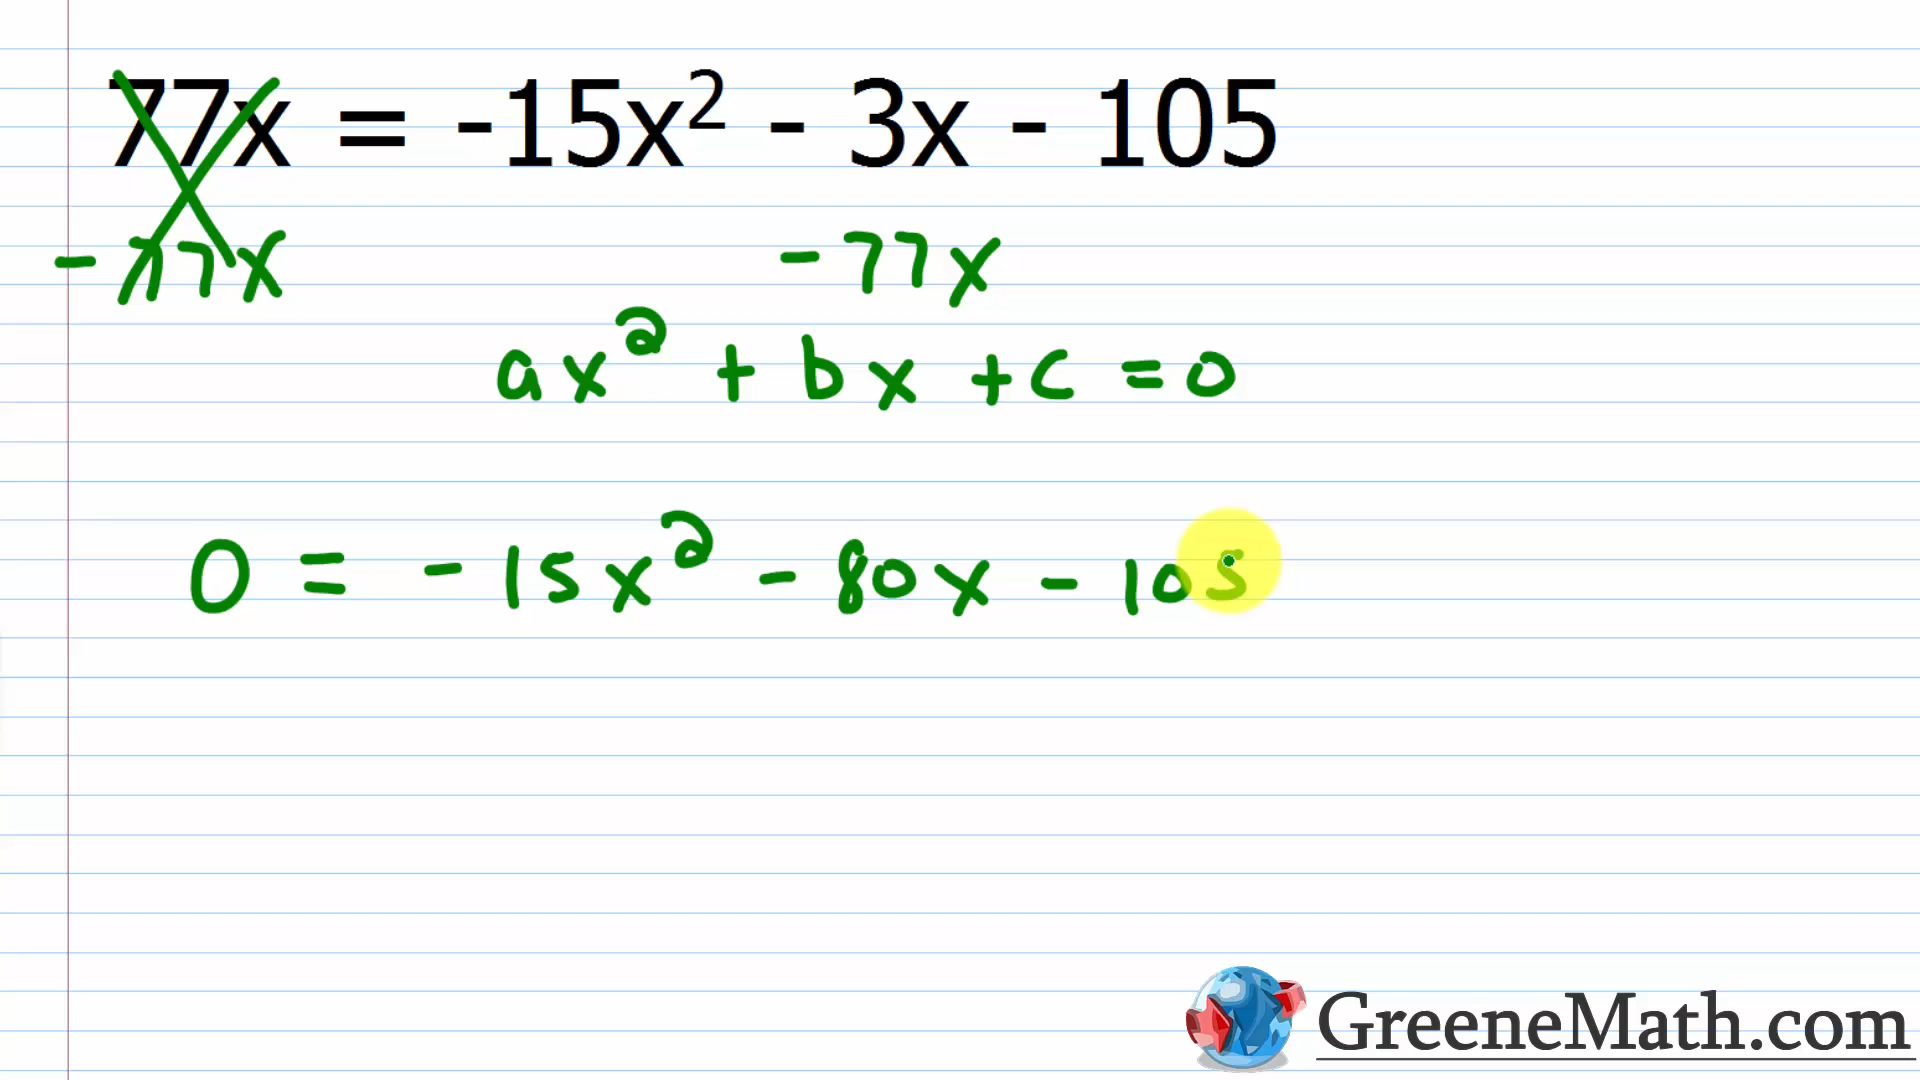 77x = -15x² - 3x - 105
-77x -77x
ax² + bx + c = 0
0 = -15x² - 80x - 105
GreeneMath.com